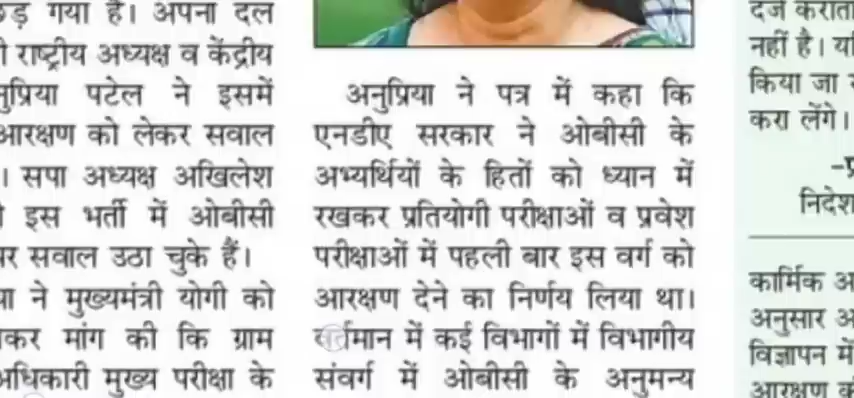 गया है। अपना दल
राष्ट्रीय अध्यक्ष व केंद्रीय
पटेल ने इसमें
आरक्षण को लेकर सवाल
। सपा अध्यक्ष अखिलेश
इस भर्ती में ओबीसी
सवाल उठा चुके हैं।
ने मुख्यमंत्री योगी को
मांग की कि ग्राम
अधिकारी मुख्य परीक्षा के
अनुप्रिया ने पत्र में कहा कि
एनडीए सरकार ने ओबीसी के
अभ्यर्थियों के हितों को ध्यान में
रखकर प्रतियोगी परीक्षाओं व प्रवेश
परीक्षाओं में पहली बार इस वर्ग को
आरक्षण देने का निर्णय लिया था।
वर्तमान में कई विभागों में विभागीय
संवर्ग में ओबीसी के अनुमन्य
दर्ज कराता
नहीं है।
किया जा
करा लेंगे।
कार्मिक
अनुसार
विज्ञापन में
आरक्षण